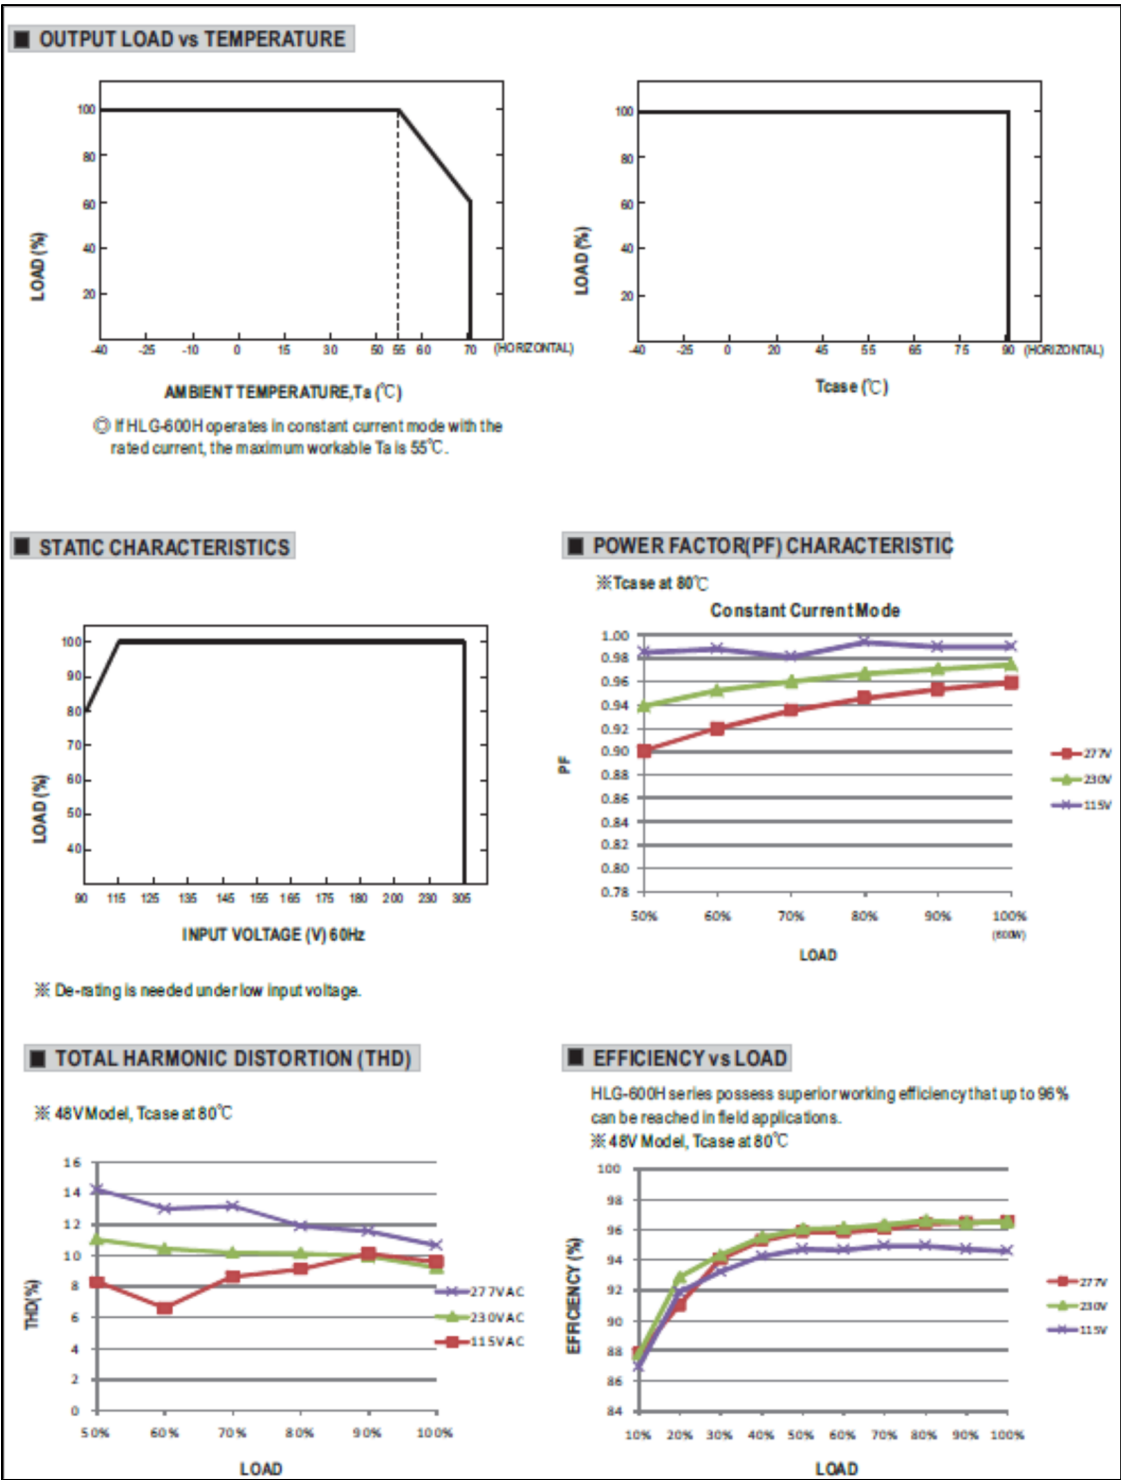 ■ OUTPUT LOAD vs TEMPERATURE
100
80
60
40
20
LOAD (%)
-40 -25 -10 0 15 30 50 55 60 70 (HORIZONTAL)
AMBIENT TEMPERATURE,Ta (℃)
◎ If HLG-600H operates in constant current mode with the
rated current, the maximum workable Ta is 55℃.
100
80
60
40
20
LOAD (%)
-40 -25 0 20 45 55 65 75 90 (HORIZONTAL)
Tcase (℃)
■ STATIC CHARACTERISTICS
100
90
80
70
60
50
40
LOAD (%)
90 115 125 135 145 155 165 175 180 200 230 305
INPUT VOLTAGE (V) 60Hz
※ De-rating is needed under low input voltage.
■ POWER FACTOR(PF) CHARACTERISTIC
※Tcase at 80℃
Constant Current Mode
1.00
0.98
0.96
0.94
0.92
0.90
0.88
0.86
0.84
0.82
0.80
0.78
PF
277V
230V
115V
50% 60% 70% 80% 90% 100%
(600W)
LOAD
■ TOTAL HARMONIC DISTORTION (THD)
※ 48V Model, Tcase at 80℃
16
14
12
10
8
6
4
2
0
THD(%)
277VAC
230VAC
115VAC
50% 60% 70% 80% 90% 100%
LOAD
■ EFFICIENCY vs LOAD
HLG-600H series possess superior working efficiency that up to 96%
can be reached in field applications.
※ 48V Model, Tcase at 80℃
100
98
96
94
92
90
88
86
84
EFFICIENCY (%)
277V
230V
115V
10% 20% 30% 40% 50% 60% 70% 80% 90% 100%
LOAD